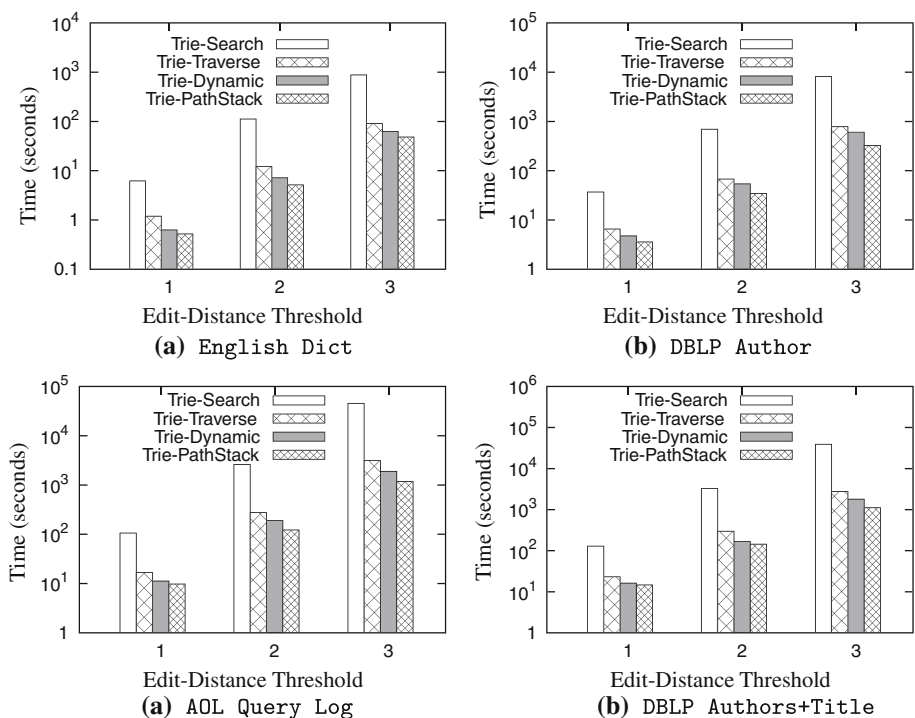 10^4
10^3
10^2
10^1
1
0.1
Time (seconds)
Trie-Search
Trie-Traverse
Trie-Dynamic
Trie-PathStack
1 2 3
Edit-Distance Threshold
(a) English Dict
10^5
10^4
10^3
10^2
10^1
1
Time (seconds)
Trie-Search
Trie-Traverse
Trie-Dynamic
Trie-PathStack
1 2 3
Edit-Distance Threshold
(b) DBLP Author
10^5
10^4
10^3
10^2
10^1
1
Time (seconds)
Trie-Search
Trie-Traverse
Trie-Dynamic
Trie-PathStack
1 2 3
Edit-Distance Threshold
(a) AOL Query Log
10^6
10^5
10^4
10^3
10^2
10^1
1
Time (seconds)
Trie-Search
Trie-Traverse
Trie-Dynamic
Trie-PathStack
1 2 3
Edit-Distance Threshold
(b) DBLP Authors+Title